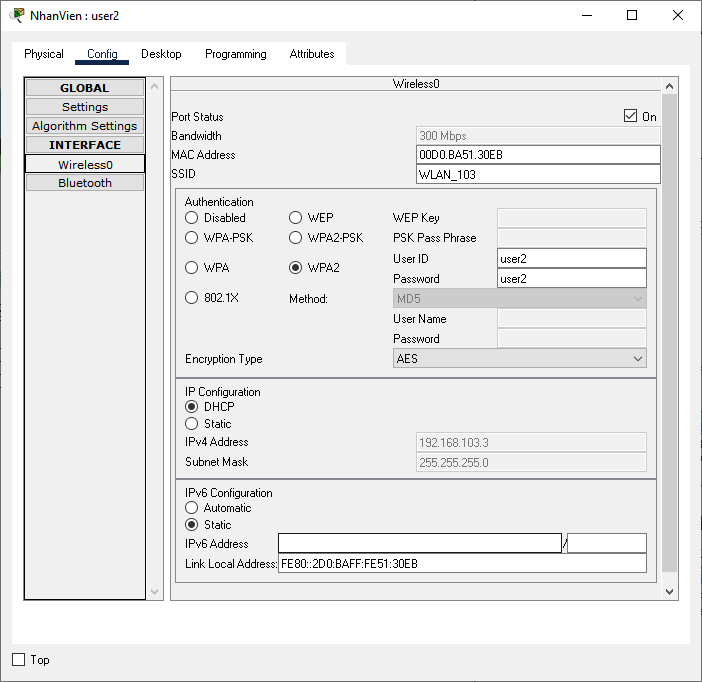 NhanVien : user2
Physical Config Desktop Programming Attributes
GLOBAL
Settings
Algorithm Settings
INTERFACE
Wireless0
Bluetooth
Wireless0
Port Status On
Bandwidth 300 Mbps
MAC Address 00D0.BA51.30EB
SSID WLAN_103
Authentication
Disabled WEP WEP Key
WPA-PSK WPA2-PSK PSK Pass Phrase
User ID user2
WPA WPA2
Password user2
802.1X Method: MD5
User Name
Password
Encryption Type AES
IP Configuration
DHCP
Static
IPv4 Address 192.168.103.3
Subnet Mask 255.255.255.0
IPv6 Configuration
Automatic
Static
IPv6 Address /
Link Local Address: FE80::2D0:BAFF:FE51:30EB
Top